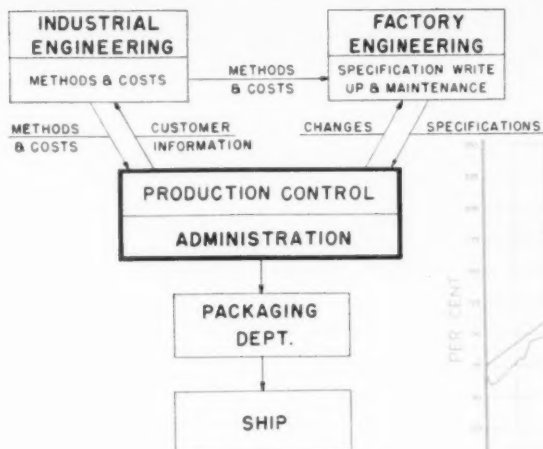 INDUSTRIAL
ENGINEERING
METHODS & COSTS
FACTORY
ENGINEERING
SPECIFICATION WRITE
UP & MAINTENANCE
METHODS
& COSTS
METHODS
& COSTS
CUSTOMER
INFORMATION
CHANGES
SPECIFICATIONS
PRODUCTION CONTROL
ADMINISTRATION
PACKAGING
DEPT.
SHIP
PER CENT